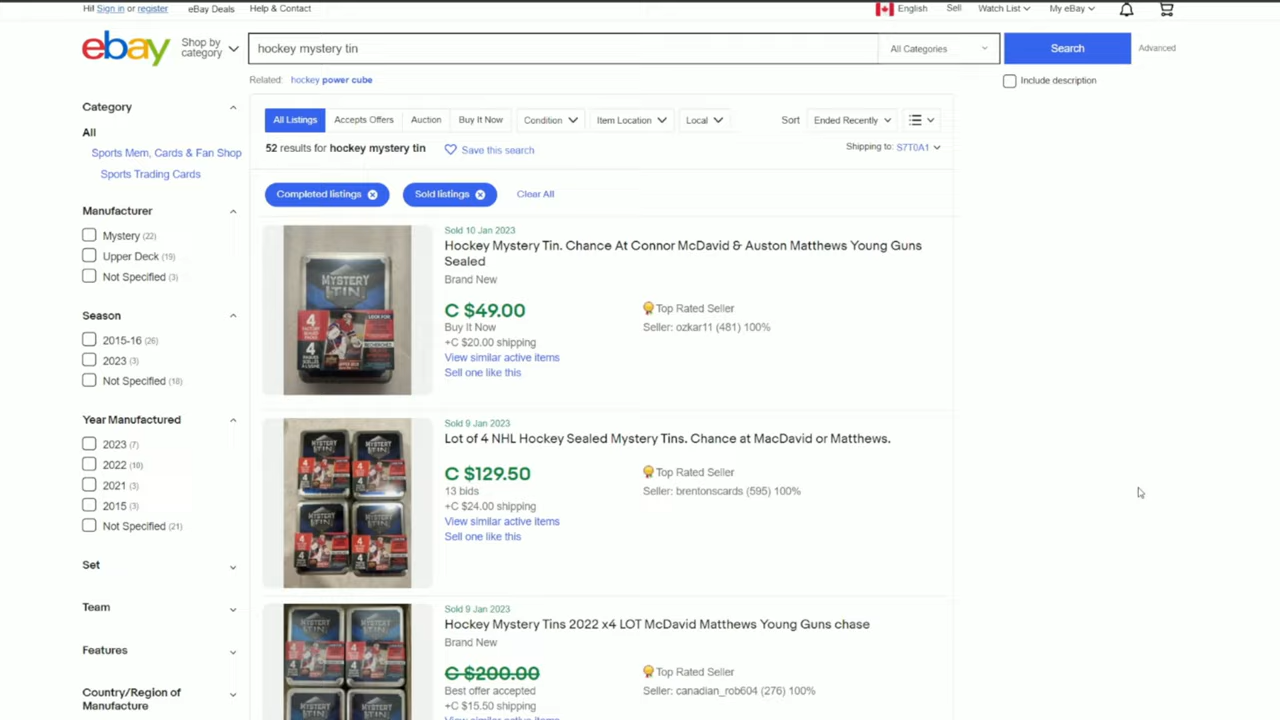 Hi! Sign in or register
eBay Deals
Help & Contact
English
Sell
Watch List
My eBay
ebay
Shop by
category
hockey mystery tin
All Categories
Search
Advanced
Related: hockey power cube
Include description
Category
All
Sports Mem, Cards & Fan Shop
Sports Trading Cards
Manufacturer
Mystery (22)
Upper Deck (19)
Not Specified (3)
Season
2015-16 (26)
2023 (3)
Not Specified (18)
Year Manufactured
2023 (7)
2022 (10)
2021 (3)
2015 (3)
Not Specified (21)
Set
Team
Features
Country/Region of
Manufacture
All Listings
Accepts Offers
Auction
Buy It Now
Condition
Item Location
Local
Sort
Ended Recently
52 results for hockey mystery tin
Save this search
Shipping to: S7T0A1
Completed listings
Sold listings
Clear All
MYSTERY
TIN
4
4
Sold 10 Jan 2023
Hockey Mystery Tin. Chance At Connor McDavid & Auston Matthews Young Guns
Sealed
Brand New
C $49.00
Buy It Now
+C $20.00 shipping
View similar active items
Sell one like this
Top Rated Seller
Seller: ozkar11 (481) 100%
Sold 9 Jan 2023
Lot of 4 NHL Hockey Sealed Mystery Tins. Chance at MacDavid or Matthews.
C $129.50
13 bids
+C $24.00 shipping
View similar active items
Sell one like this
Top Rated Seller
Seller: brentonscards (595) 100%
Sold 9 Jan 2023
Hockey Mystery Tins 2022 x4 LOT McDavid Matthews Young Guns chase
Brand New
C $200.00
Best offer accepted
+C $15.50 shipping
View similar active items
Top Rated Seller
Seller: canadian_rob604 (276) 100%